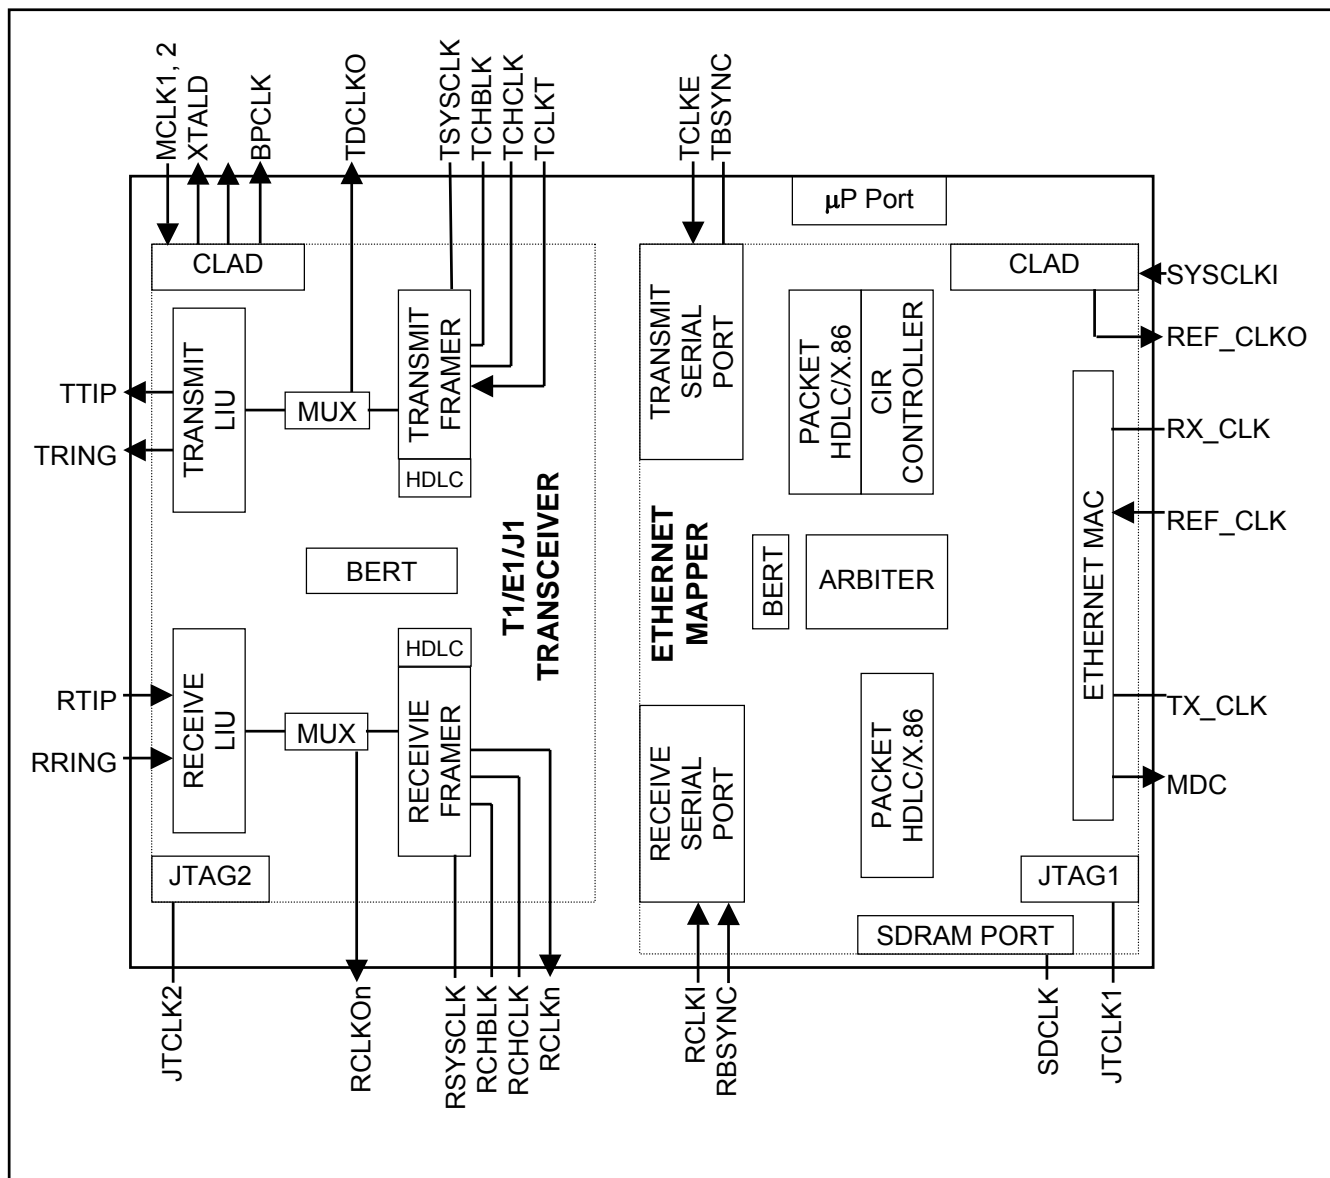 MCLK1, 2
XTALD
BPCLK
TDCLKO
TSYSCLK
TCHBLK
TCHCLK
TCLKT
TCLKE
TBSYNC
µP Port
CLAD
CLAD
SYSCLKI
REF_CLKO
TRANSMIT
LIU
MUX
TRANSMIT
FRAMER
HDLC
TTIP
TRING
TRANSMIT
SERIAL
PORT
PACKET
HDLC/X.86
CIR
CONTROLLER
RX_CLK
REF_CLK
ETHERNET MAC
BERT
T1/E1/J1
TRANSCEIVER
ETHERNET
MAPPER
BERT
ARBITER
RTIP
RRING
RECEIVE
LIU
MUX
HDLC
RECEIVIE
FRAMER
RECEIVE
SERIAL
PORT
PACKET
HDLC/X.86
TX_CLK
MDC
JTAG2
JTAG1
SDRAM PORT
JTCLK2
RCLKOn
RSYSCLK
RCHBLK
RCHCLK
RCLKn
RCLKI
RBSYNC
SDCLK
JTCLK1